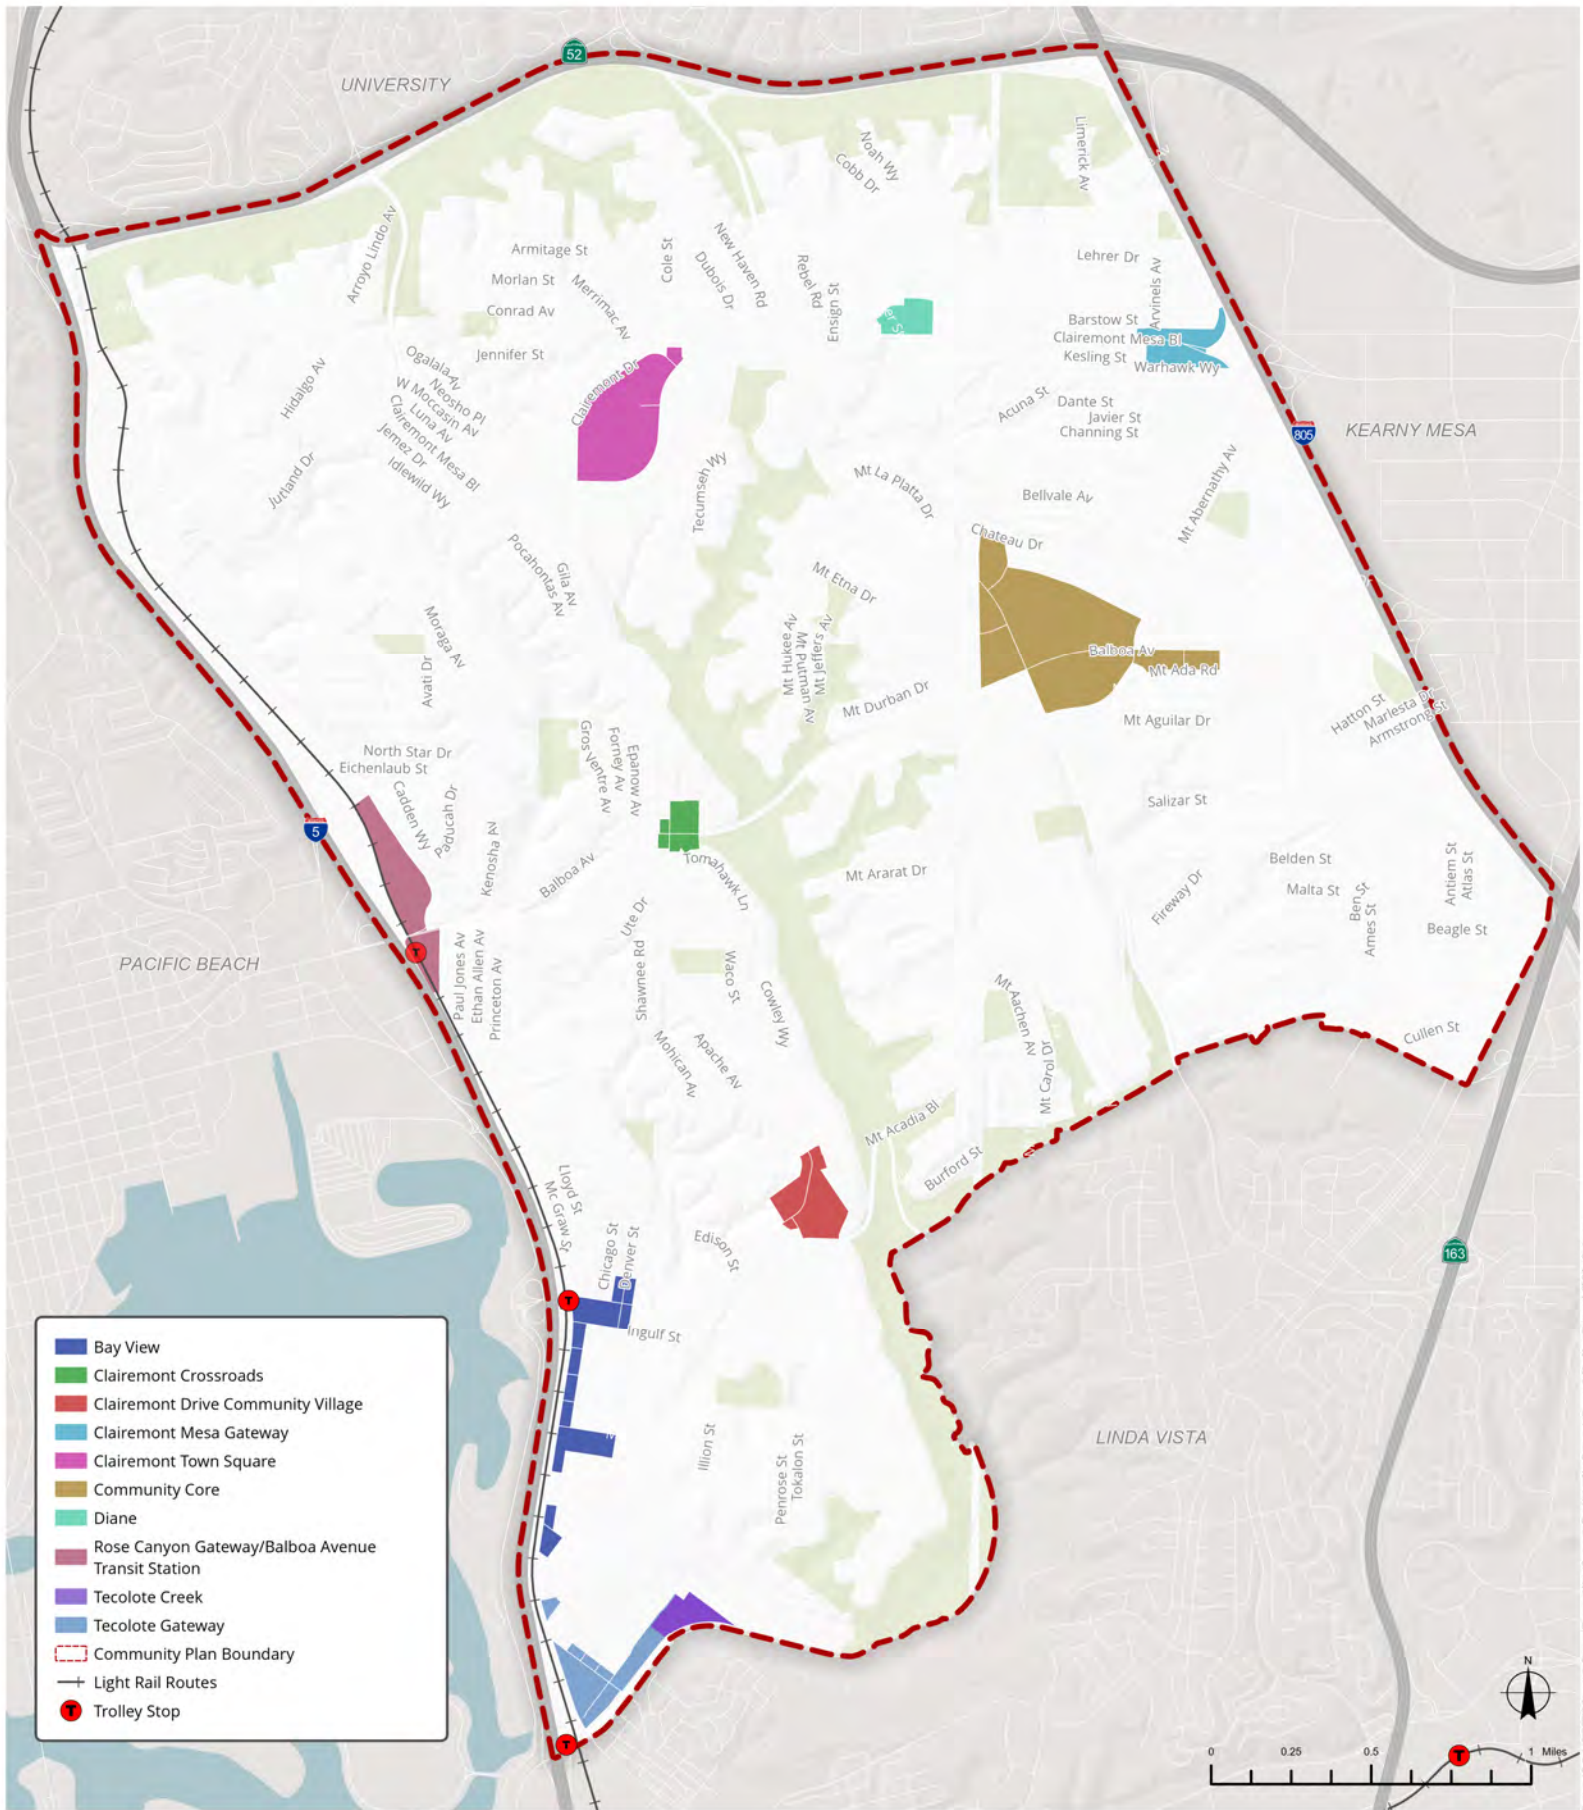 52
UNIVERSITY
Limerick Av
Noah Wy
Cobb Dr
Arroyo Lindo Av
Armitage St
Cole St
New Haven Rd
Dubois Dr
Rebel Rd
Ensign St
Lehrer Dr
Arvinels Av
Morlan St
Merrimac Av
Conrad Av
Barstow St
Clairemont Mesa Bl
Kesling St
Warhawk Wy
Jennifer St
Ogalala Av
Neosho Pl
W Moccasin Av
Luna Av
Clairemont Mesa Bl
Jemez Dr
Idlewild Wy
Hidalgo Av
Clairemont Dr
Acuna St
Dante St
Javier St
Channing St
805
KEARNY MESA
Jutland Dr
Tecumseh Wy
Mt La Platta Dr
Bellvale Av
Mt Abernathy Av
Chateau Dr
Pocahontas Av
Gila Av
Mt Etna Dr
Moraga Av
Avati Dr
Mt Hukee Av
Mt Putman Av
Mt Jeffers Av
Balboa Av
Mt Ada Rd
Mt Durban Dr
Mt Aguilar Dr
Hatton St
Marlesta Dr
Armstrong St
North Star Dr
Eichenlaub St
Gros Ventre Av
Forney Av
Epanow Av
Cadden Wy
Paducah Dr
Salizar St
5
Kenosha Av
Balboa Av
Tomahawk Ln
Mt Ararat Dr
Belden St
Antiem St
Atlas St
Malta St
Fireway Dr
Ben St
Ames St
Beagle St
Ute Dr
PACIFIC BEACH
T
Paul Jones Av
Ethan Allen Av
Princeton Av
Shawnee Rd
Waco St
Cowley Wy
Mt Aachen Av
Cullen St
Mohican Av
Apache Av
Mt Carol Dr
Mt Acadia Bl
Burford St
Lloyd St
Mc Graw St
Chicago St
Denver St
Edison St
163
T
Ingulf St
Illion St
Penrose St
Tokalon St
LINDA VISTA
Bay View
Clairemont Crossroads
Clairemont Drive Community Village
Clairemont Mesa Gateway
Clairemont Town Square
Community Core
Diane
Rose Canyon Gateway/Balboa Avenue
Transit Station
Tecolote Creek
Tecolote Gateway
Community Plan Boundary
Light Rail Routes
T Trolley Stop
T
N
0 0.25 0.5 1 Miles
T